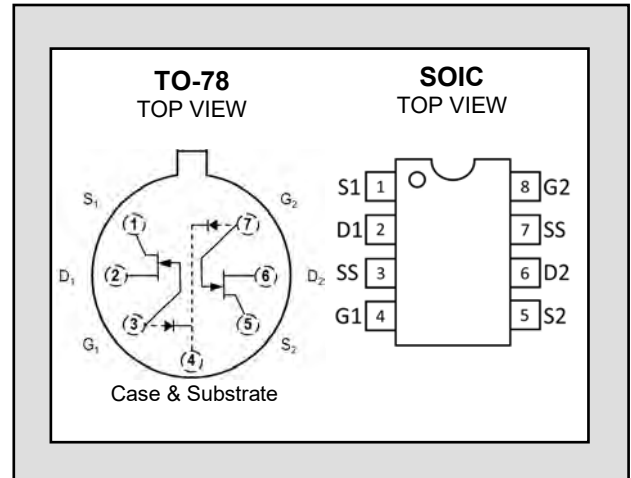 TO-78
TOP VIEW
S₁
G₂
1
7
D₁
2
6
D₂
3
5
G₁
4
S₂
Case & Substrate
SOIC
TOP VIEW
S1 1
8 G2
D1 2
7 SS
SS 3
6 D2
G1 4
5 S2